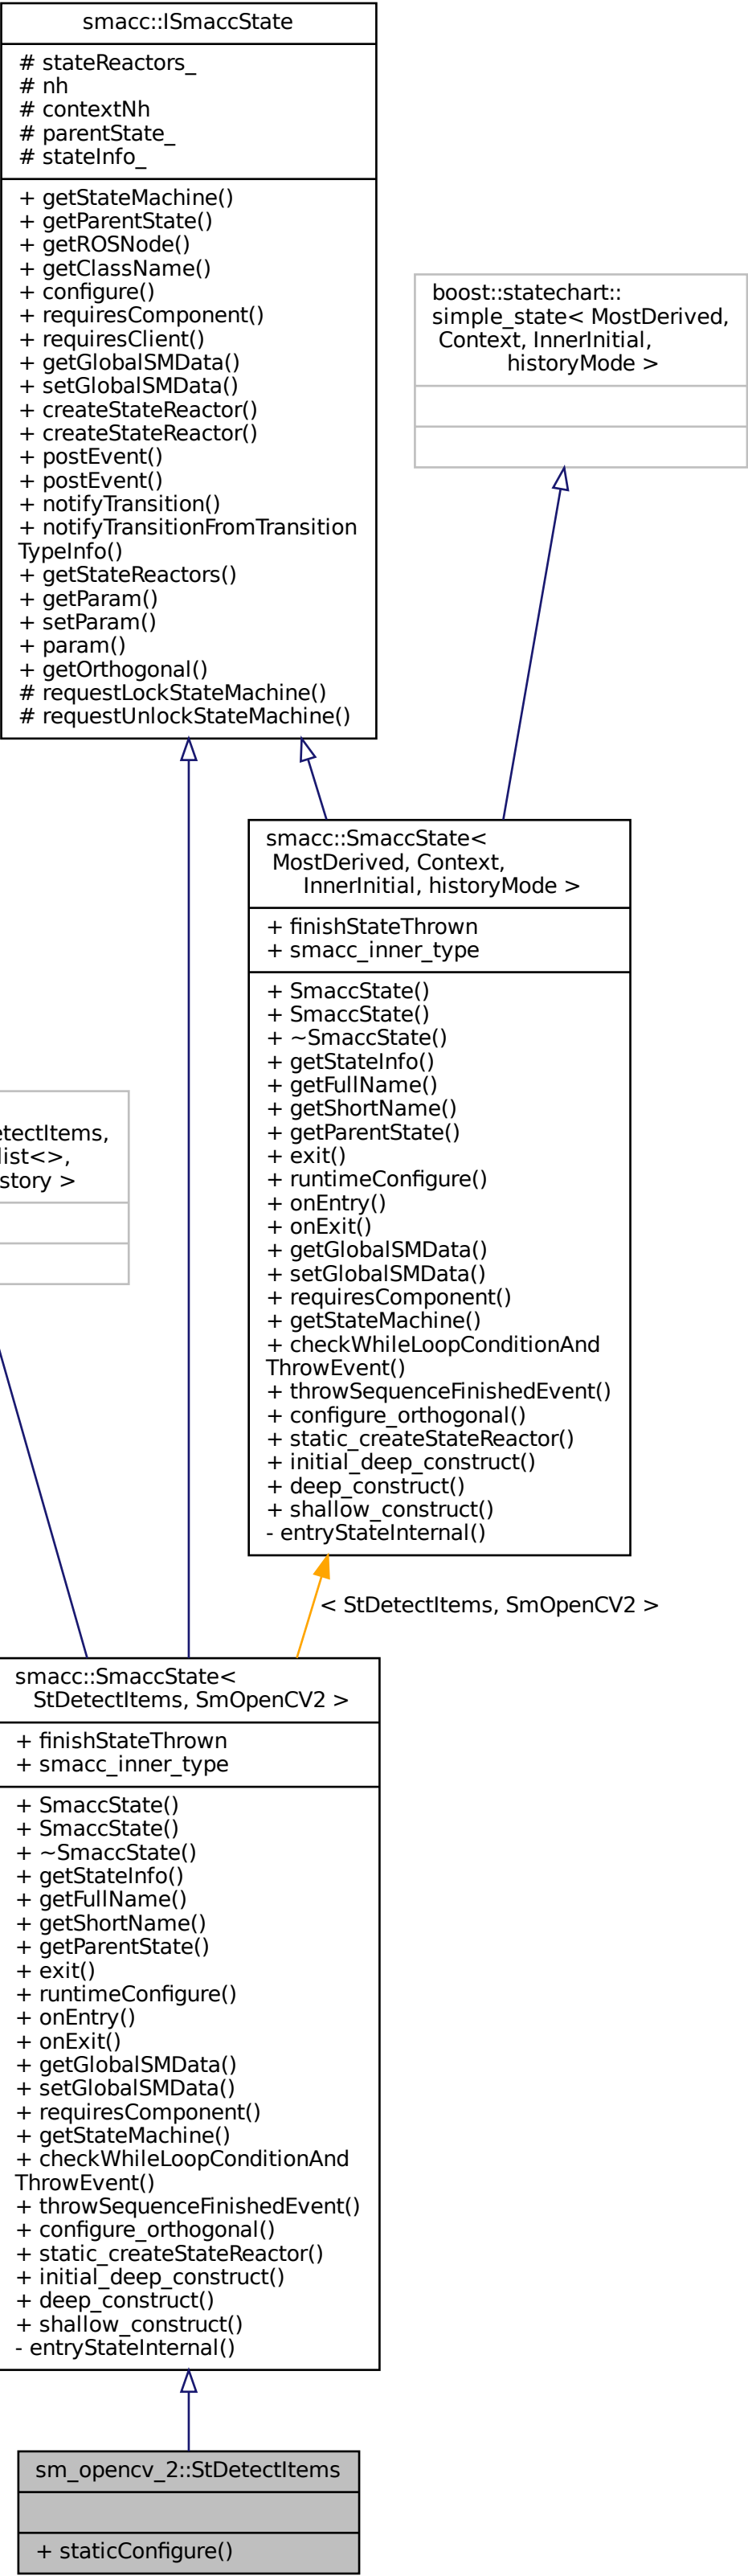 smacc::ISmaccState
# stateReactors_
# nh
# contextNh
# parentState_
# stateInfo_
+ getStateMachine()
+ getParentState()
+ getROSNode()
+ getClassName()
+ configure()
+ requiresComponent()
+ requiresClient()
+ getGlobalSMData()
+ setGlobalSMData()
+ createStateReactor()
+ createStateReactor()
+ postEvent()
+ postEvent()
+ notifyTransition()
+ notifyTransitionFromTransition
TypeInfo()
+ getStateReactors()
+ getParam()
+ setParam()
+ param()
+ getOrthogonal()
# requestLockStateMachine()
# requestUnlockStateMachine()
boost::statechart::
simple_state< MostDerived,
Context, InnerInitial,
historyMode >
smacc::SmaccState<
MostDerived, Context,
InnerInitial, historyMode >
+ finishStateThrown
+ smacc_inner_type
+ SmaccState()
+ SmaccState()
+ ~SmaccState()
+ getStateInfo()
+ getFullName()
+ getShortName()
+ getParentState()
+ exit()
+ runtimeConfigure()
+ onEntry()
+ onExit()
+ getGlobalSMData()
+ setGlobalSMData()
+ requiresComponent()
+ getStateMachine()
+ checkWhileLoopConditionAnd
ThrowEvent()
+ throwSequenceFinishedEvent()
+ configure_orthogonal()
+ static_createStateReactor()
+ initial_deep_construct()
+ deep_construct()
+ shallow_construct()
- entryStateInternal()
etectItems,
list<>,
story >
< StDetectItems, SmOpenCV2 >
smacc::SmaccState<
StDetectItems, SmOpenCV2 >
+ finishStateThrown
+ smacc_inner_type
+ SmaccState()
+ SmaccState()
+ ~SmaccState()
+ getStateInfo()
+ getFullName()
+ getShortName()
+ getParentState()
+ exit()
+ runtimeConfigure()
+ onEntry()
+ onExit()
+ getGlobalSMData()
+ setGlobalSMData()
+ requiresComponent()
+ getStateMachine()
+ checkWhileLoopConditionAnd
ThrowEvent()
+ throwSequenceFinishedEvent()
+ configure_orthogonal()
+ static_createStateReactor()
+ initial_deep_construct()
+ deep_construct()
+ shallow_construct()
- entryStateInternal()
sm_opencv_2::StDetectItems
+ staticConfigure()